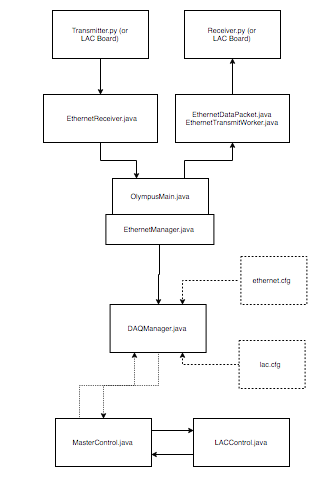 Transmitter.py (or
LAC Board)
Receiver.py (or
LAC Board)
EthernetReceiver.java
EthernetDataPacket.java
EthernetTransmitWorker.java
OlympusMain.java
EthernetManager.java
ethernet.cfg
DAQManager.java
lac.cfg
MasterControl.java
LACControl.java